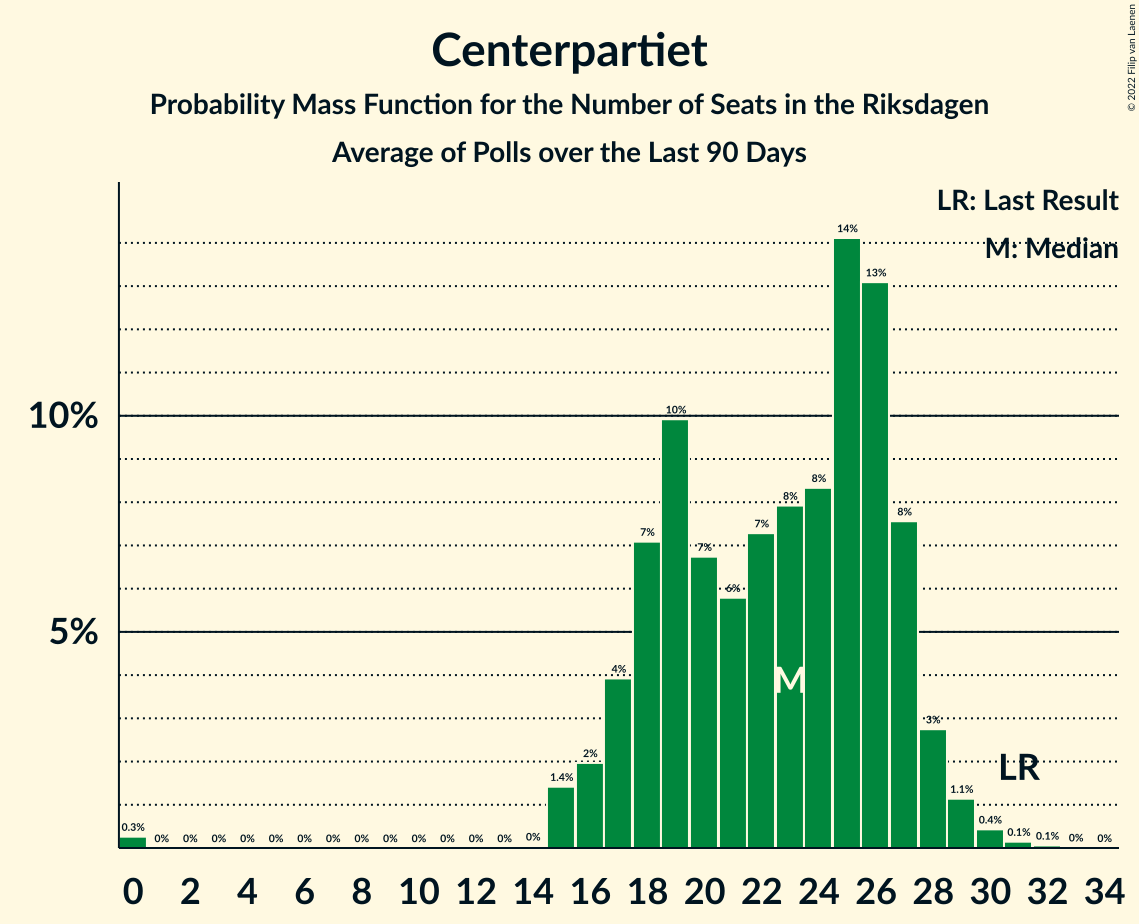 Centerpartiet
Probability Mass Function for the Number of Seats in the Riksdagen
Average of Polls over the Last 90 Days
© 2022 Filip van Laenen
LR: Last Result
M: Median
10%
5%
0.3% 0% 0% 0% 0% 0% 0% 0% 0% 0% 0% 0% 0% 0% 0% 1.4% 2% 4% 7% 10% 7% 6% 7% 8% 8% 14% 13% 8% 3% 1.1% 0.4% 0.1% 0.1% 0% 0%
M
LR
0 2 4 6 8 10 12 14 16 18 20 22 24 26 28 30 32 34